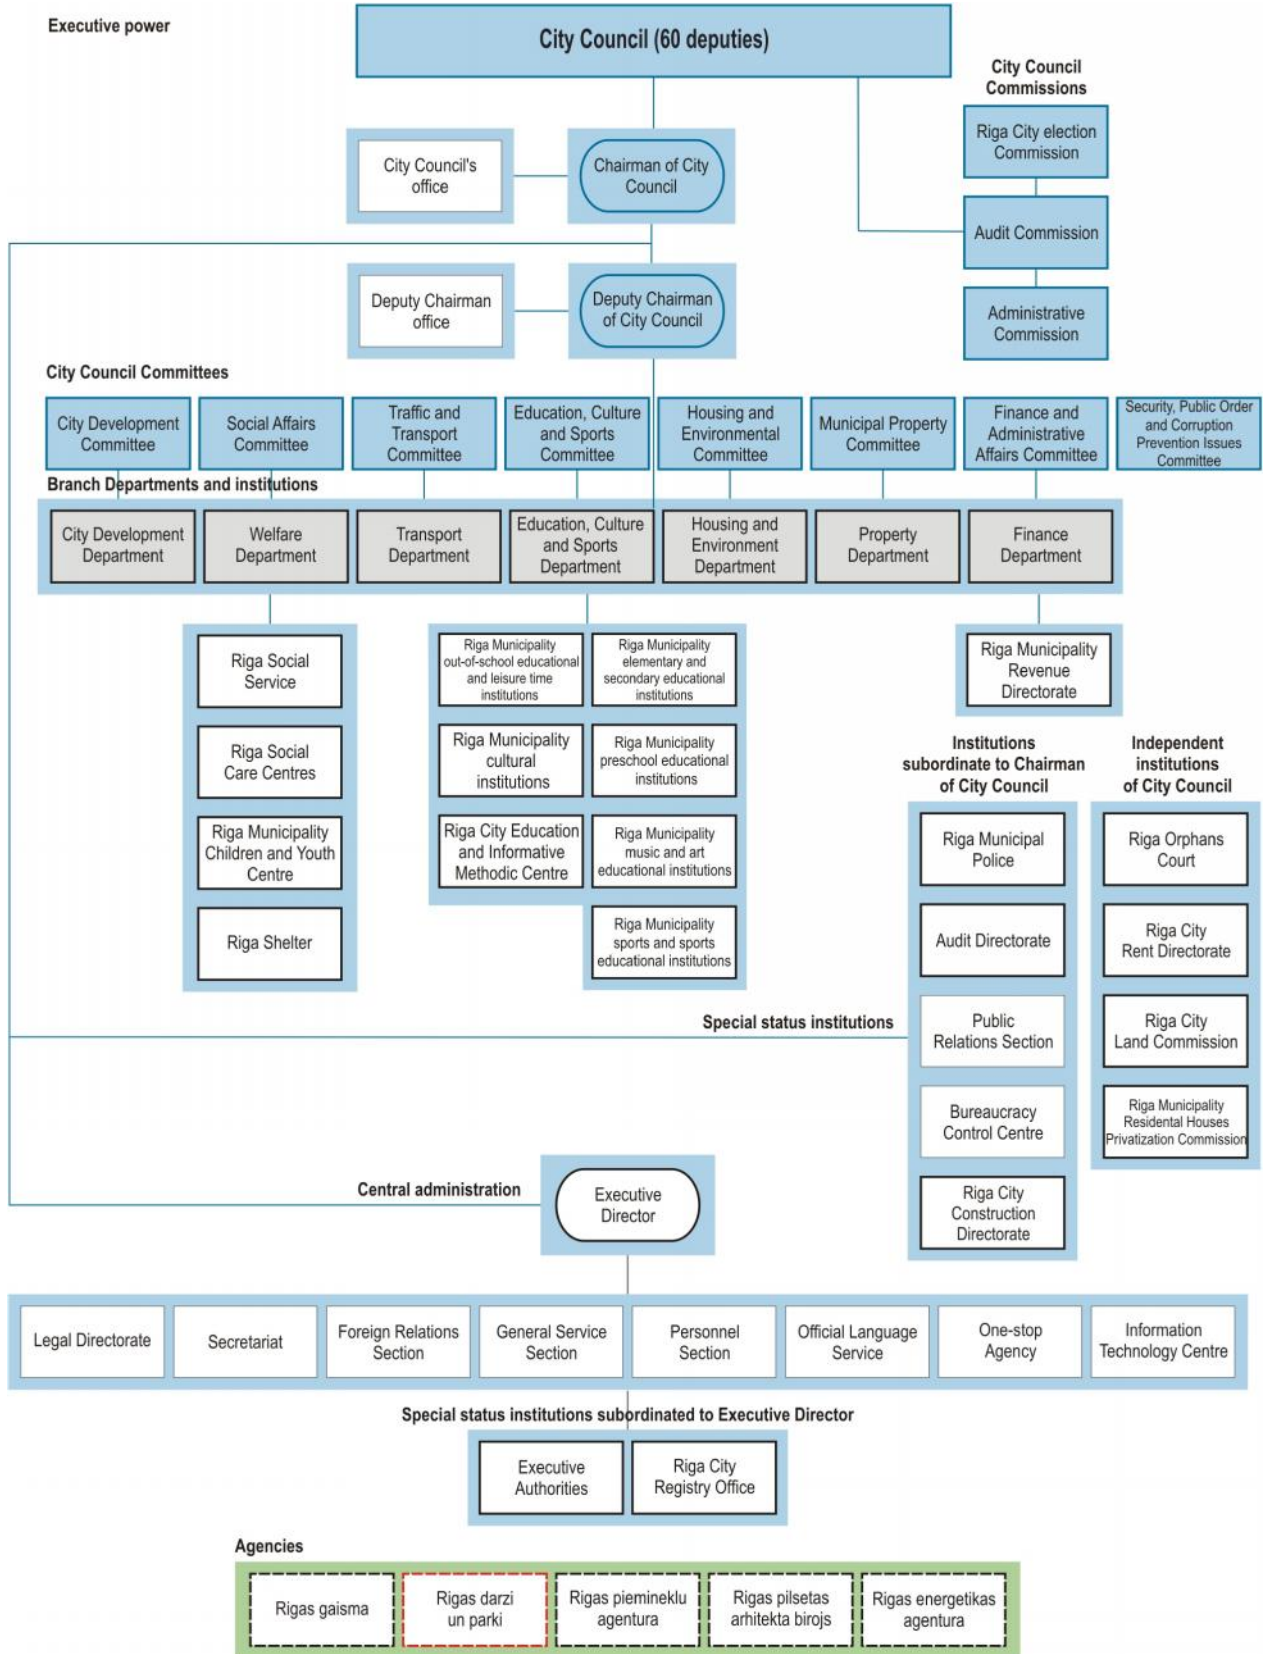 Executive power
City Council (60 deputies)
City Council
Commissions
Riga City election
Commission
City Council's
office
Chairman of City
Council
Audit Commission
Deputy Chairman
office
Deputy Chairman
of City Council
Administrative
Commission
City Council Committees
City Development
Committee
Social Affairs
Committee
Traffic and
Transport
Committee
Education, Culture
and Sports
Committee
Housing and
Environmental
Committee
Municipal Property
Committee
Finance and
Administrative
Affairs Committee
Security, Public Order
and Corruption
Prevention Issues
Committee
Branch Departments and institutions
City Development
Department
Welfare
Department
Transport
Department
Education, Culture
and Sports
Department
Housing and
Environment
Department
Property
Department
Finance
Department
Riga Social
Service
Riga Social
Care Centres
Riga Municipality
Children and Youth
Centre
Riga Shelter
Riga Municipality
out-of-school educational
and leisure time
institutions
Riga Municipality
elementary and
secondary educational
institutions
Riga Municipality
cultural
institutions
Riga Municipality
preschool educational
institutions
Riga City Education
and Informative
Methodic Centre
Riga Municipality
music and art
educational institutions
Riga Municipality
sports and sports
educational institutions
Riga Municipality
Revenue
Directorate
Institutions
subordinate to Chairman
of City Council
Independent
institutions
of City Council
Riga Municipal
Police
Audit Directorate
Public
Relations Section
Bureaucracy
Control Centre
Riga City
Construction
Directorate
Riga Orphans
Court
Riga City
Rent Directorate
Riga City
Land Commission
Riga Municipality
Residental Houses
Privatization Commission
Special status institutions
Central administration
Executive
Director
Legal Directorate
Secretariat
Foreign Relations
Section
General Service
Section
Personnel
Section
Official Language
Service
One-stop
Agency
Information
Technology Centre
Special status institutions subordinated to Executive Director
Executive
Authorities
Riga City
Registry Office
Agencies
Rigas gaisma
Rigas darzi
un parki
Rigas piemineklu
agentura
Rigas pilsetas
arhitekta birojs
Rigas energetikas
agentura